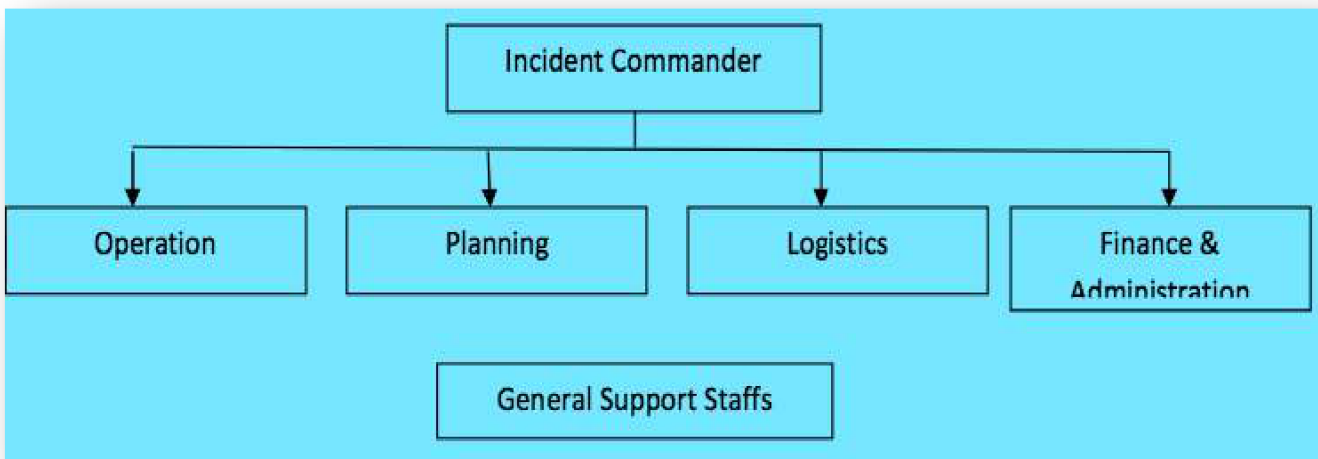 Incident Commander
Operation
Planning
Logistics
Finance &
Administration
General Support Staffs